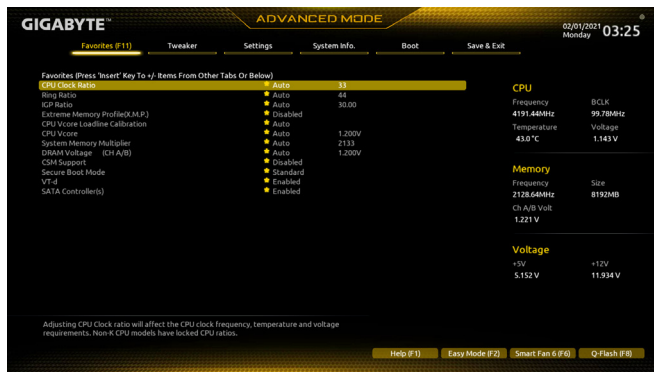 GIGABYTE™
ADVANCED MODE
02/01/2021
Monday
03:25
Favorites (F11) Tweaker Settings System Info. Boot Save & Exit
Favorites (Press 'Insert' Key To +/- Items From Other Tabs Or Below)
CPU Clock Ratio Auto 33
Ring Ratio Auto 44
IGP Ratio Auto 30.00
Extreme Memory Profile(X.M.P.) Disabled
CPU Vcore Loadline Calibration Auto
CPU Vcore Auto 1.200V
System Memory Multiplier Auto 2133
DRAM Voltage (CH A/B) Auto 1.200V
CSM Support Disabled
Secure Boot Mode Standard
VT-d Enabled
SATA Controller(s) Enabled
CPU
Frequency BCLK
4191.44MHz 99.78MHz
Temperature Voltage
43.0 °C 1.143 V
Memory
Frequency Size
2128.64MHz 8192MB
Ch A/B Volt
1.221 V
Voltage
+5V +12V
5.152 V 11.934 V
Adjusting CPU Clock ratio will affect the CPU clock frequency, temperature and voltage
requirements. Non-K CPU models have locked CPU ratios.
Help (F1) Easy Mode (F2) Smart Fan 6 (F6) Q-Flash (F8)